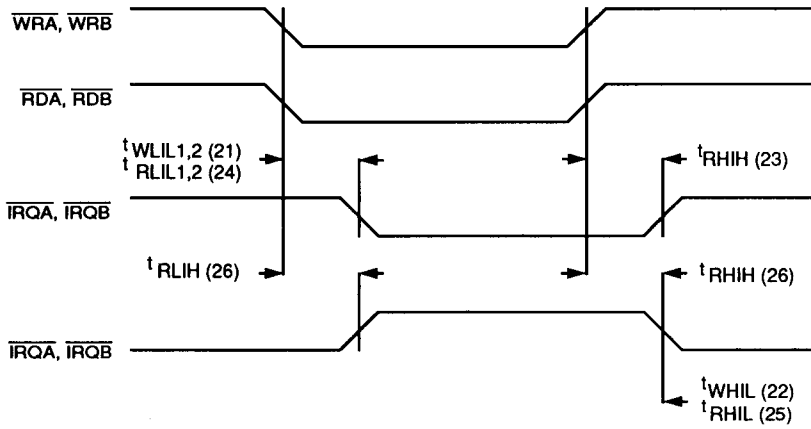 WRA, WRB
RDA, RDB
tWLIL1,2 (21)
tRLIL1,2 (24)
tRHIH (23)
IRQA, IRQB
tRLIH (26)
tRHIH (26)
IRQA, IRQB
tWHIL (22)
tRHIL (25)